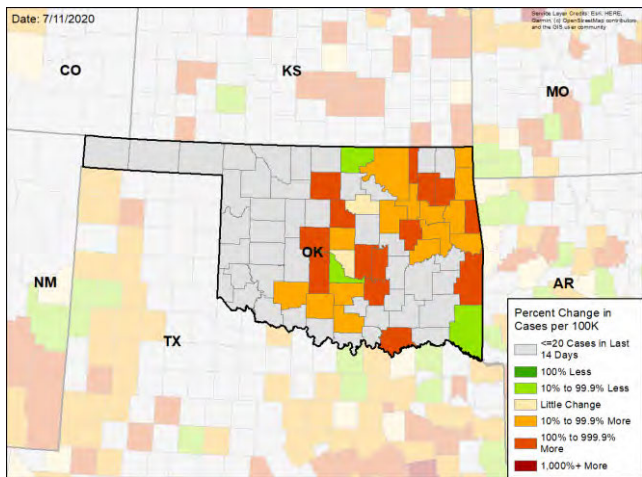 Date: 7/11/2020
Service Layer Credits: Esri, HERE,
Garmin, (c) OpenStreetMap contributors,
and the GIS user community
CO
KS
MO
OK
NM
TX
AR
Percent Change in
Cases per 100K
<=20 Cases in Last
14 Days
100% Less
10% to 99.9% Less
Little Change
10% to 99.9% More
100% to 999.9%
More
1,000%+ More